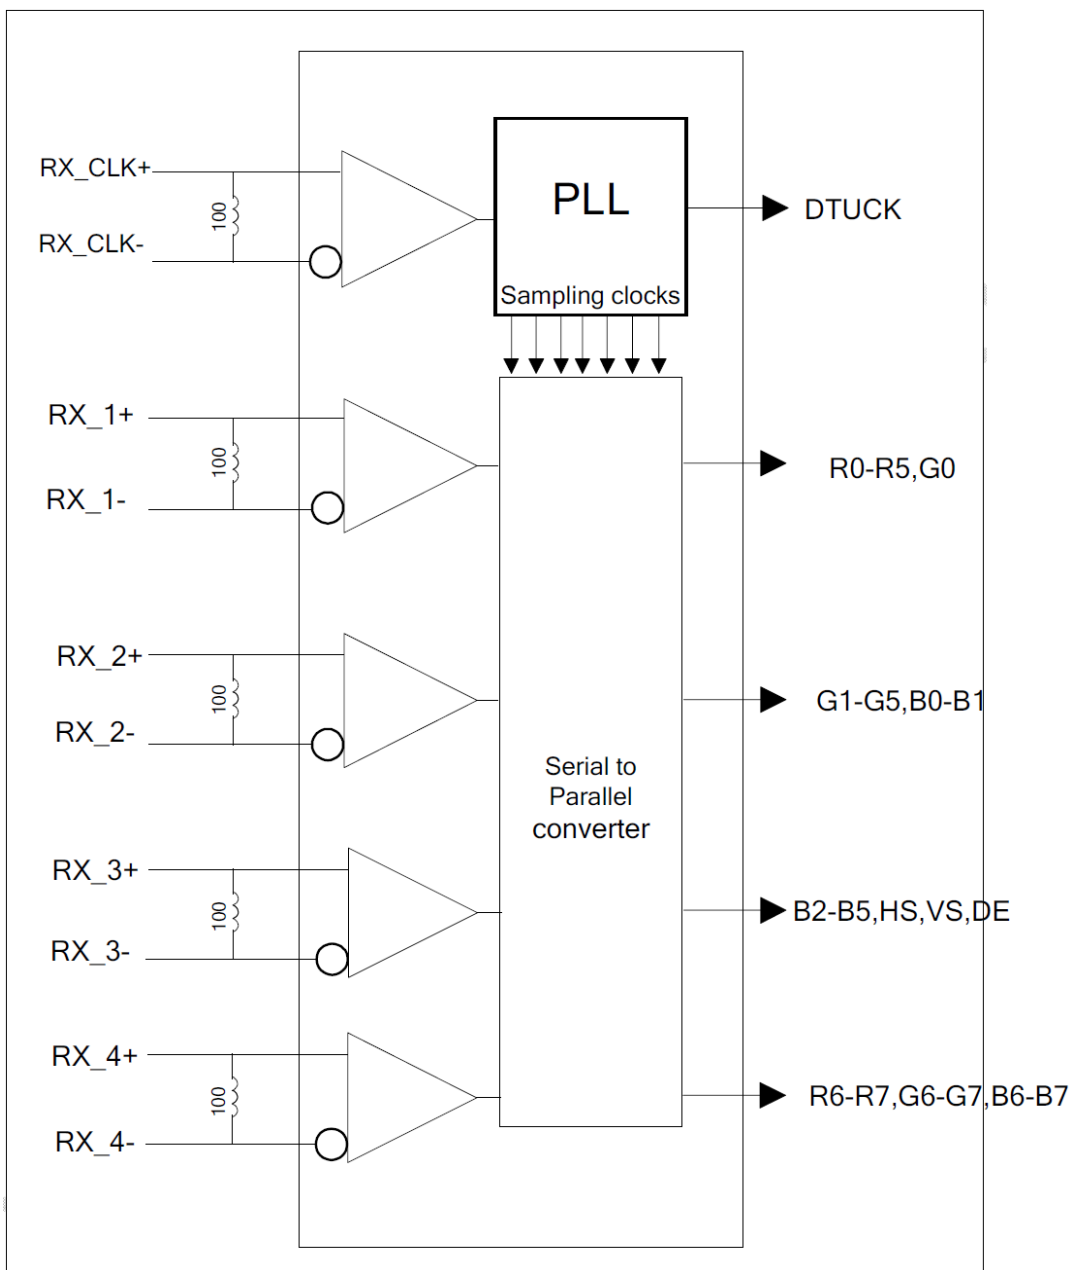 RX_CLK+
100
RX_CLK-
PLL
Sampling clocks
DTUCK
RX_1+
100
RX_1-
R0-R5,G0
RX_2+
100
RX_2-
G1-G5,B0-B1
Serial to
Parallel
converter
RX_3+
100
RX_3-
B2-B5,HS,VS,DE
RX_4+
100
RX_4-
R6-R7,G6-G7,B6-B7